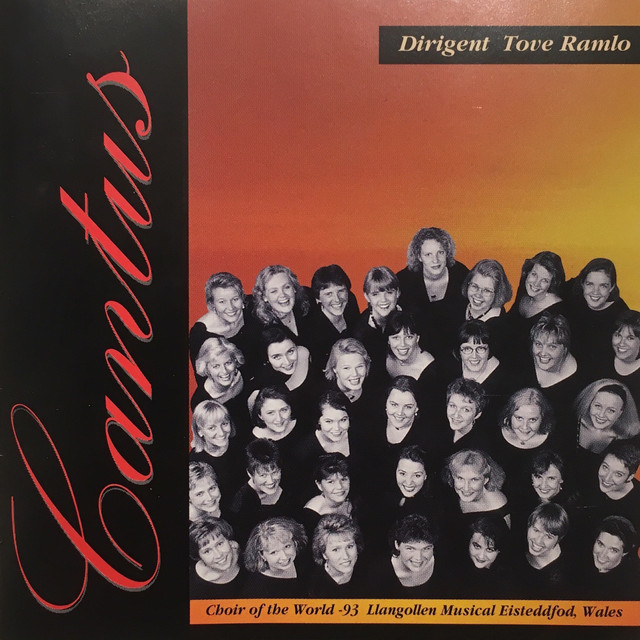 Cantus
Dirigent Tove Ramlo
Choir of the World -93 Llangollen Musical Eisteddfod, Wales